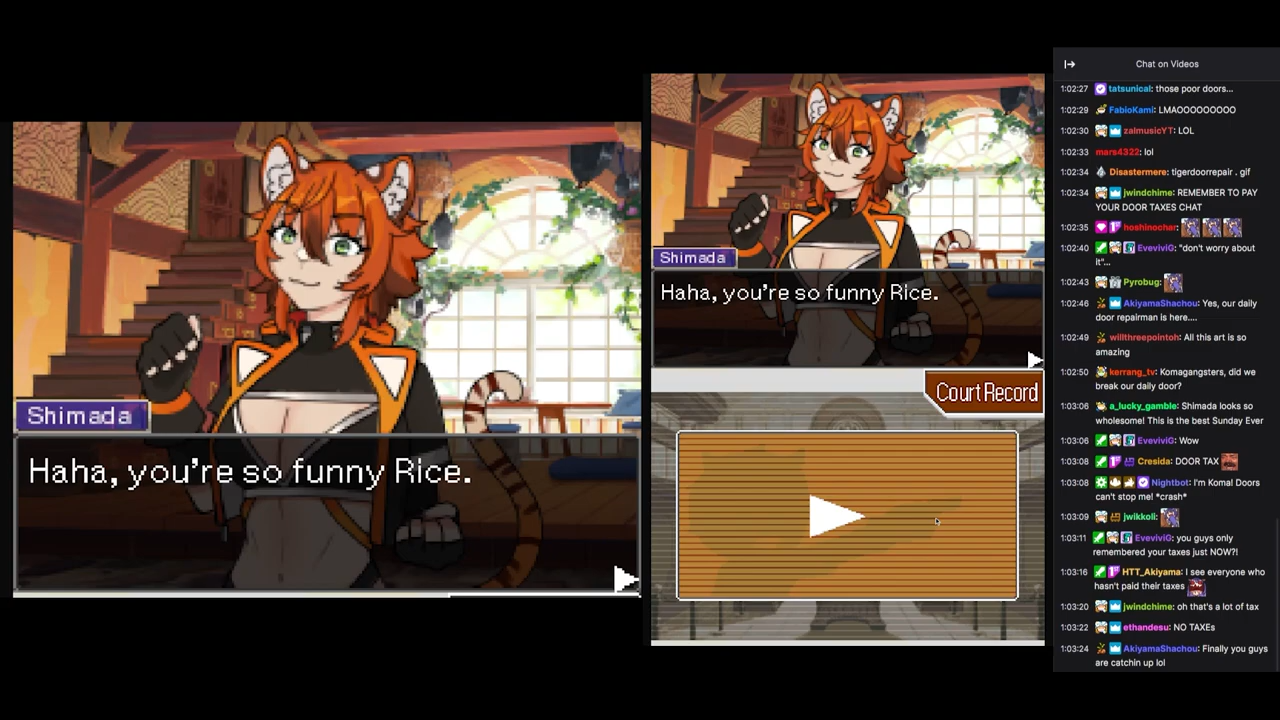 Shimada
Haha, you're so funny Rice.
Shimada
Haha, you're so funny Rice.
Court Record
Chat on Videos
1:02:27 tatsunical: those poor doors...
1:02:29 FabioKami: LMAOOOOOOOOO
1:02:30 zalmusicYT: LOL
1:02:33 mars4322: lol
1:02:34 Disastermere: tigerdoorrepair . gif
1:02:34 jwindchime: REMEMBER TO PAY
YOUR DOOR TAXES CHAT
1:02:35 hoshinochar:
1:02:40 EveviviG: "don't worry about
it"...
1:02:43 Pyrobug:
1:02:46 AkiyamaShachou: Yes, our daily
door repairman is here....
1:02:49 willthreepointoh: All this art is so
amazing
1:02:50 kerrang_tv: Komagangsters, did we
break our daily door?
1:03:06 a_lucky_gamble: Shimada looks so
wholesome! This is the best Sunday Ever
1:03:06 EveviviG: Wow
1:03:08 Cresida: DOOR TAX
1:03:08 Nightbot: I'm Koma! Doors
can't stop me! *crash*
1:03:09 jwikkoli:
1:03:11 EveviviG: you guys only
remembered your taxes just NOW?!
1:03:16 HTT_Akiyama: I see everyone who
hasn't paid their taxes
1:03:20 jwindchime: oh that's a lot of tax
1:03:22 ethandesu: NO TAXEs
1:03:24 AkiyamaShachou: Finally you guys
are catchin up lol